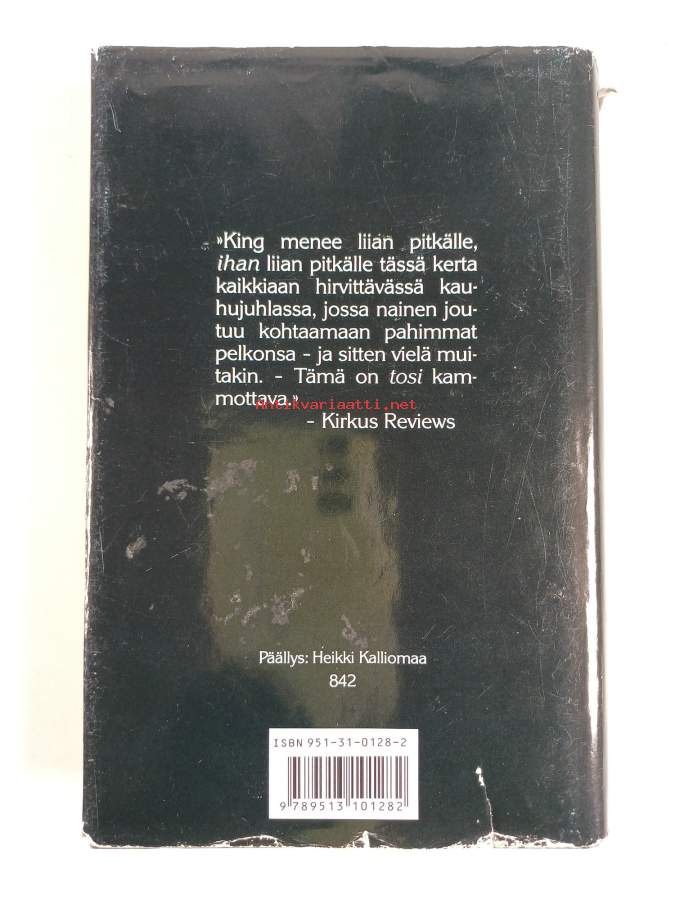 »King menee liian pitkälle,
ihan liian pitkälle tässä kerta
kaikkiaan hirvittävässä kau-
hujuhlassa, jossa nainen jou-
tuu kohtaamaan pahimmat
pelkonsa - ja sitten vielä mui-
takin. - Tämä on tosi kam-
mottava.»
Antikvariaatti.net
- Kirkus Reviews
Päällys: Heikki Kalliomaa
842
ISBN 951-31-0128-2
9 789513 101282